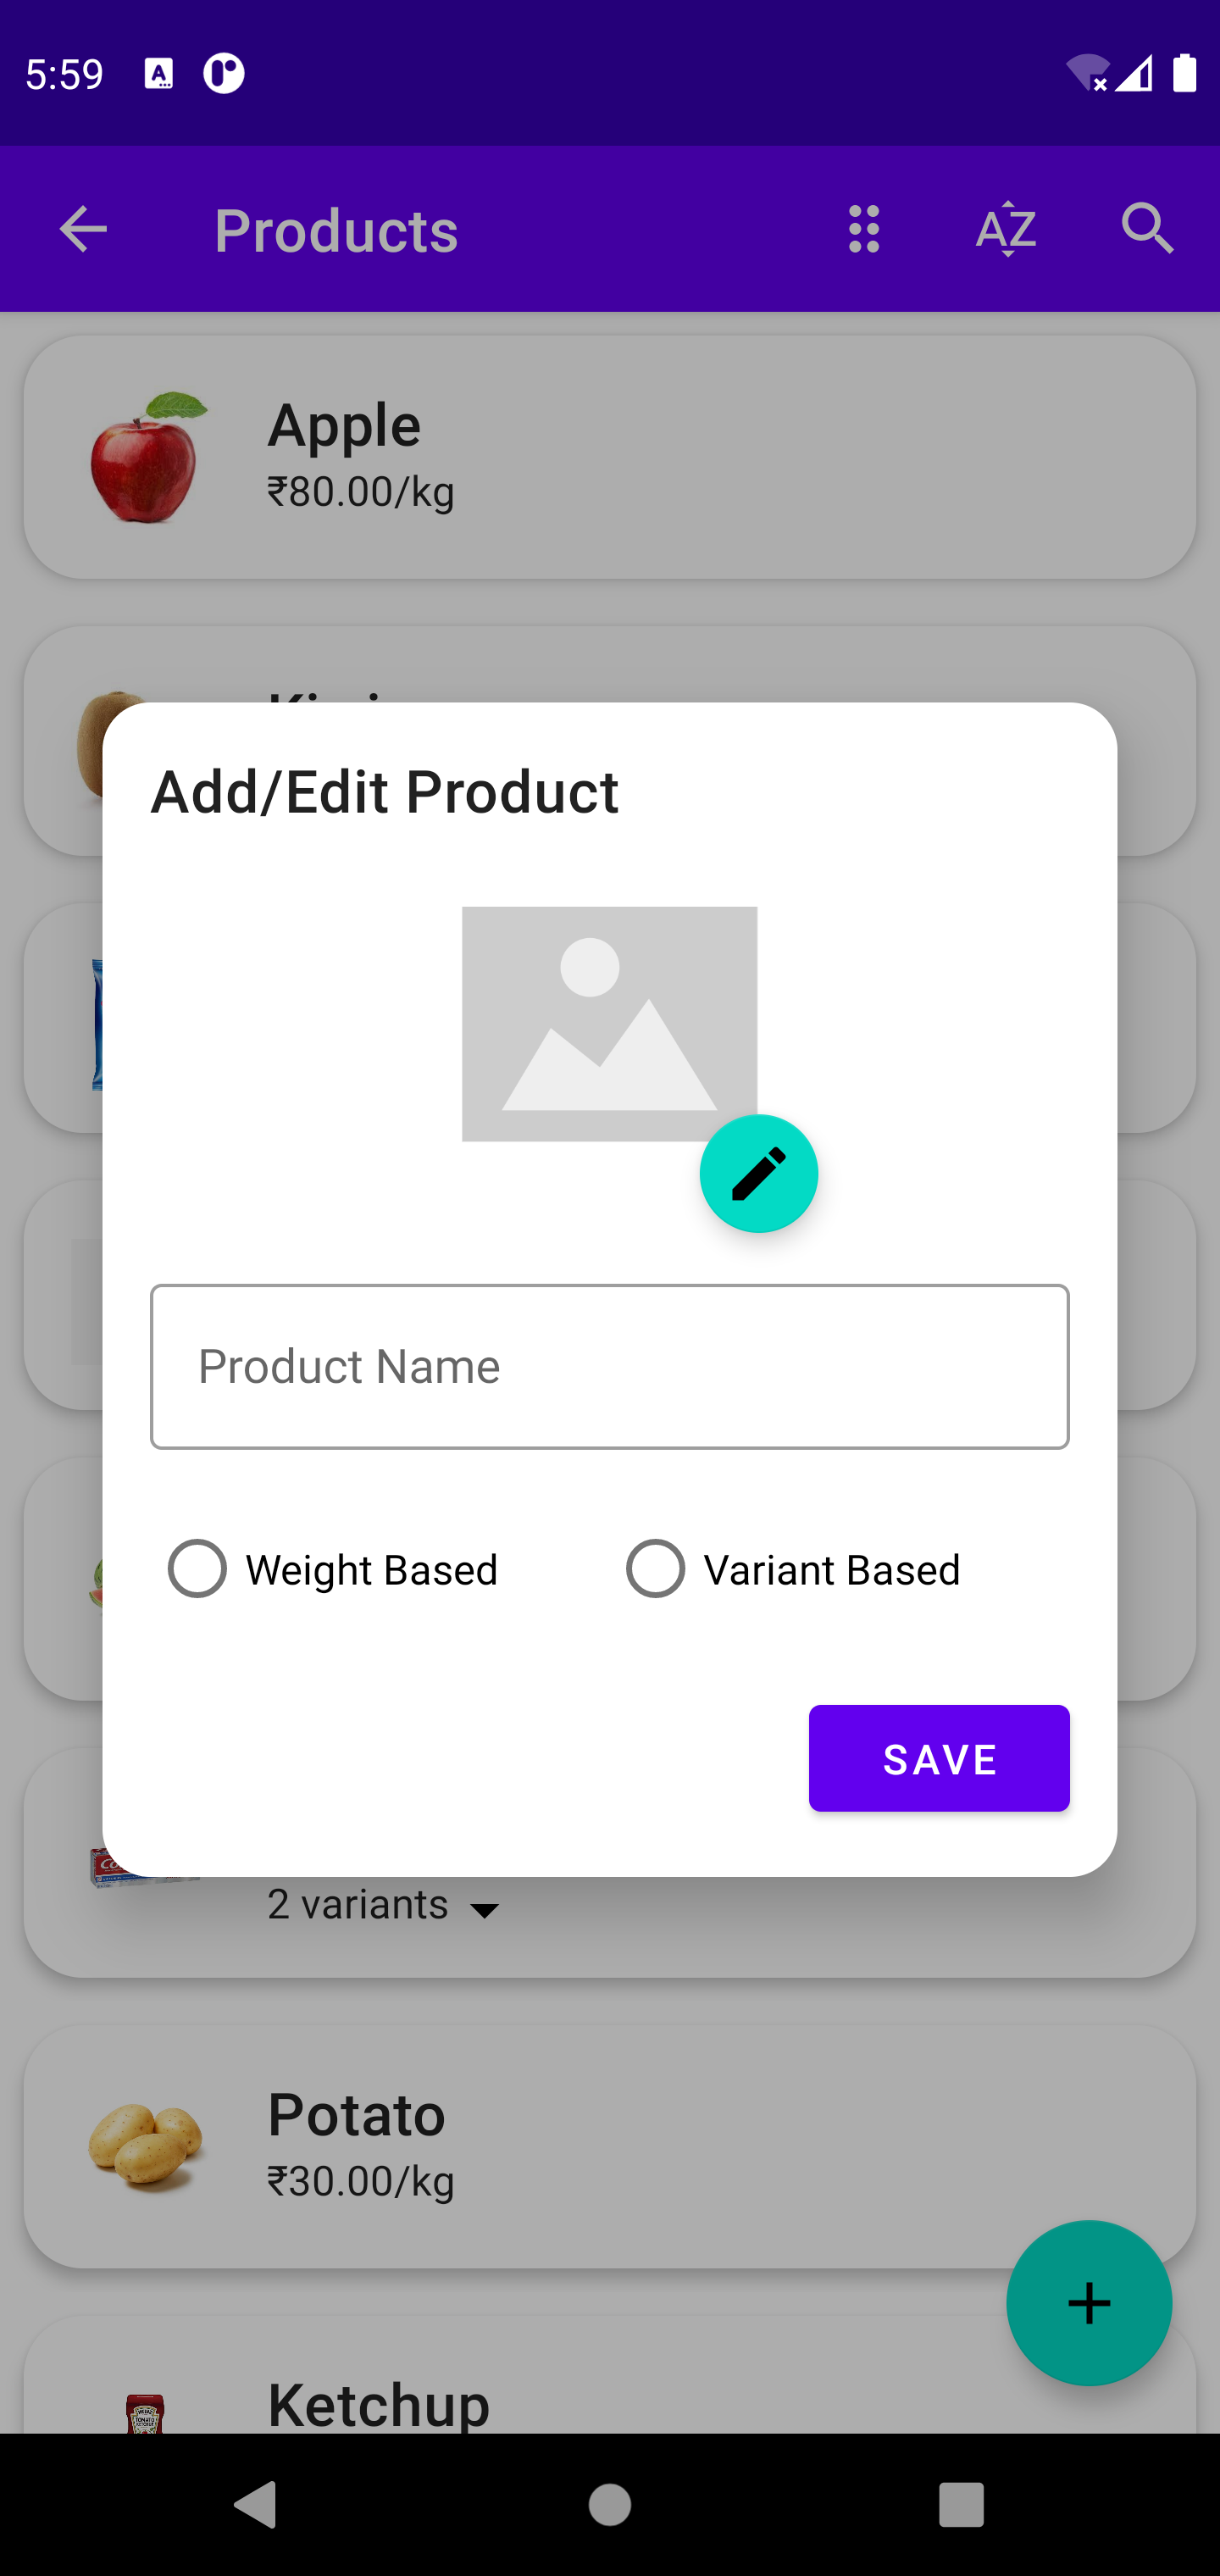 5:59
Products
AZ
Apple
₹80.00/kg
Add/Edit Product
Product Name
Weight Based
Variant Based
SAVE
2 variants
Potato
₹30.00/kg
Ketchup